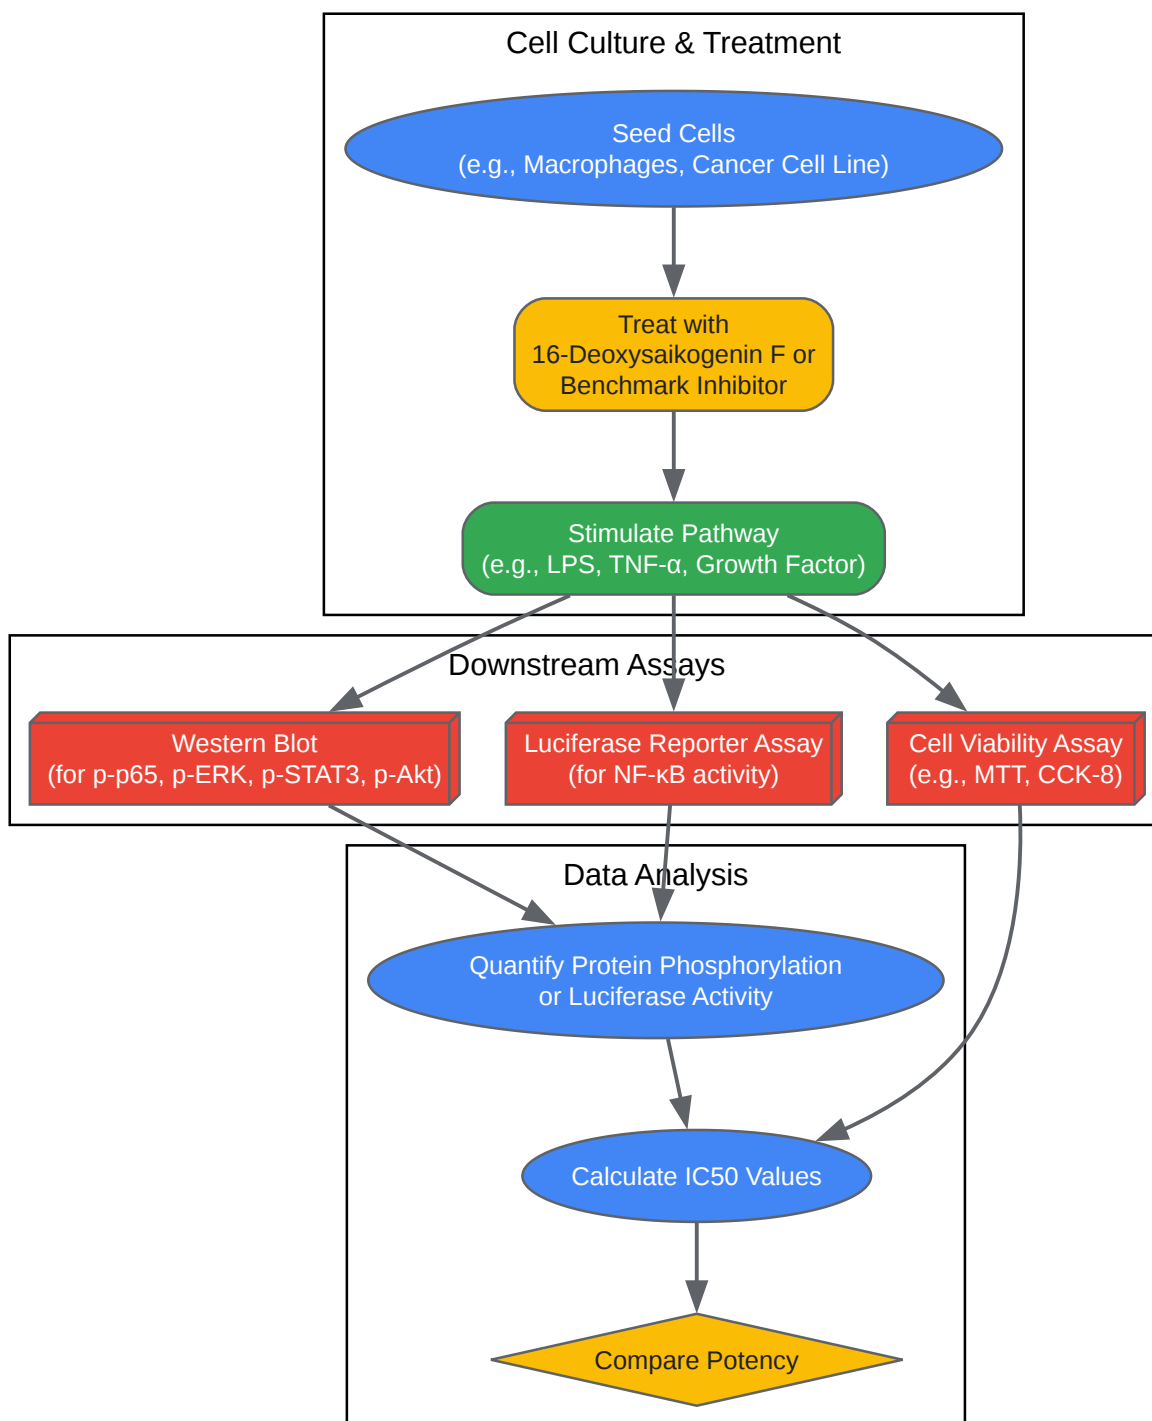 Cell Culture & Treatment
Seed Cells
(e.g., Macrophages, Cancer Cell Line)
Treat with
16-Deoxysaikogenin F or
Benchmark Inhibitor
Stimulate Pathway
(e.g., LPS, TNF-α, Growth Factor)
Downstream Assays
Western Blot
(for p-p65, p-ERK, p-STAT3, p-Akt)
Luciferase Reporter Assay
(for NF-κB activity)
Cell Viability Assay
(e.g., MTT, CCK-8)
Data Analysis
Quantify Protein Phosphorylation
or Luciferase Activity
Calculate IC50 Values
Compare Potency